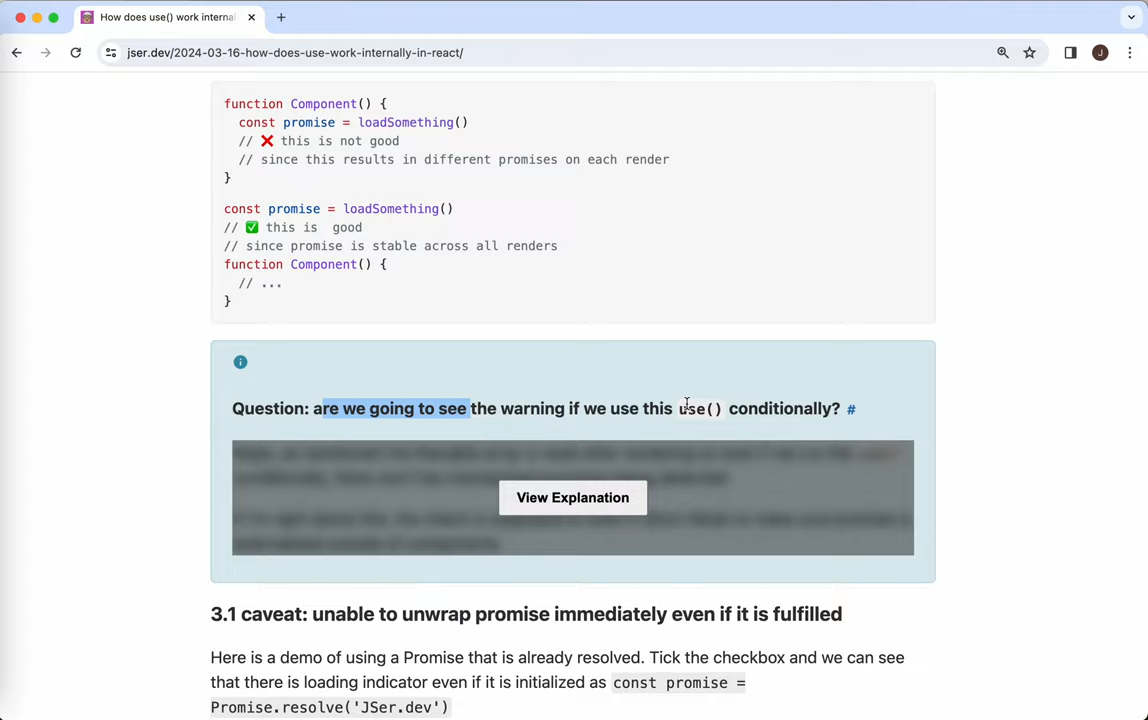 How does use() work interna
jser.dev/2024-03-16-how-does-use-work-internally-in-react/
J
function Component() {
const promise = loadSomething()
// ❌ this is not good
// since this results in different promises on each render
}
const promise = loadSomething()
// ✅ this is  good
// since promise is stable across all renders
function Component() {
// ...
}
Question: are we going to see the warning if we use this use() conditionally? #
View Explanation
3.1 caveat: unable to unwrap promise immediately even if it is fulfilled
Here is a demo of using a Promise that is already resolved. Tick the checkbox and we can see
that there is loading indicator even if it is initialized as const promise =
Promise.resolve('JSer.dev')